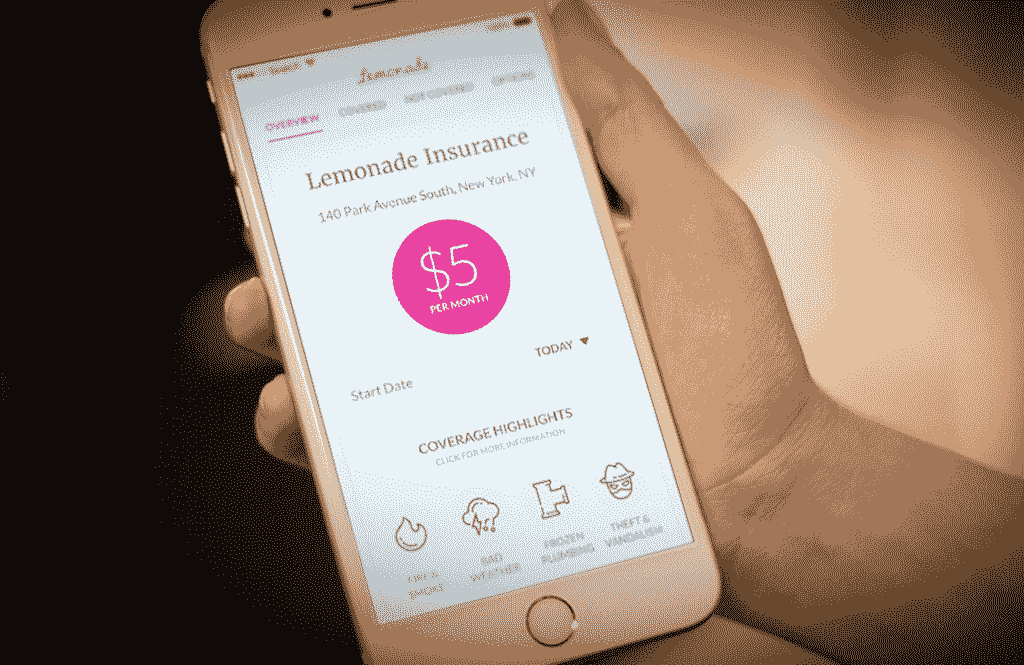 lemonade
OVERVIEW COVERED NOT COVERED
Lemonade Insurance
140 Park Avenue South, New York, NY
$5
PER MONTH
Start Date
TODAY
COVERAGE HIGHLIGHTS
CLICK FOR MORE INFORMATION
FIRE &
SMOKE
BAD
WEATHER
FROZEN
PLUMBING
THEFT &
VANDALISM